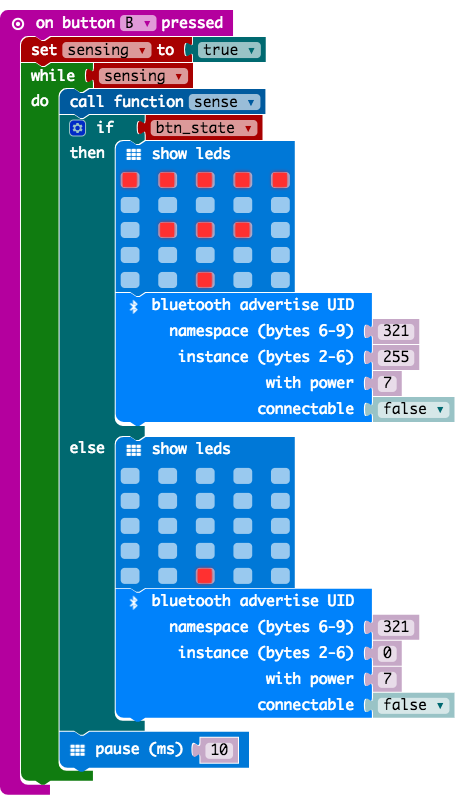 on button B pressed
set sensing to true
while sensing
do call function sense
if btn_state
then show leds
bluetooth advertise UID
namespace (bytes 6-9) 321
instance (bytes 2-6) 255
with power 7
connectable false
else show leds
bluetooth advertise UID
namespace (bytes 6-9) 321
instance (bytes 2-6) 0
with power 7
connectable false
pause (ms) 10